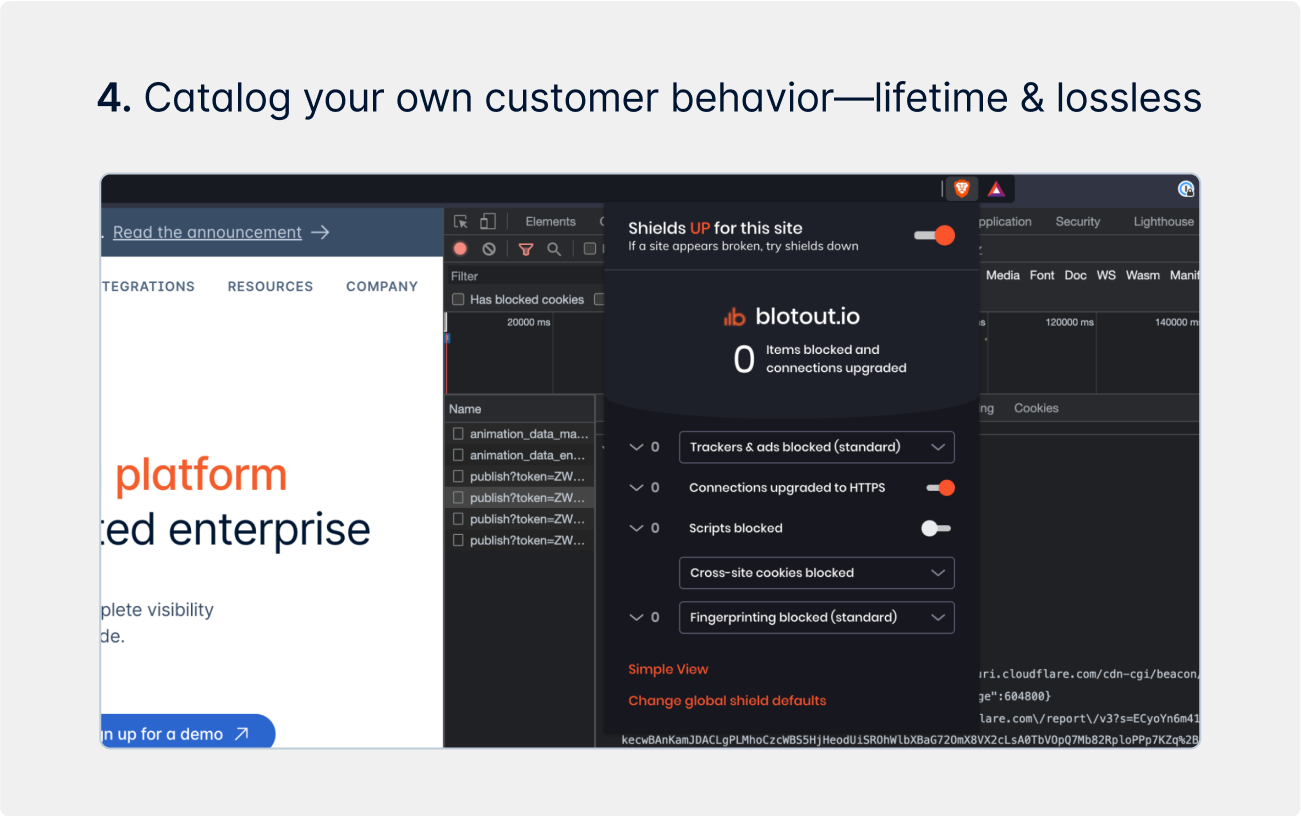 4. Catalog your own customer behavior—lifetime & lossless
Read the announcement →
TEGRATIONS RESOURCES COMPANY
platform
ted enterprise
plete visibility
de.
n up for a demo
Elements
Filter
Has blocked cookies
20000 ms
Name
animation_data_ma...
animation_data_en...
publish?token=ZW...
publish?token=ZW...
publish?token=ZW...
publish?token=ZW...
Shields UP for this site
If a site appears broken, try shields down
blotout.io
0 Items blocked and
connections upgraded
0 Trackers & ads blocked (standard)
0 Connections upgraded to HTTPS
0 Scripts blocked
Cross-site cookies blocked
0 Fingerprinting blocked (standard)
Simple View
Change global shield defaults
pplication Security Lighthouse
Media Font Doc WS Wasm Manif
120000 ms 140000 m
ng Cookies
uri.cloudflare.com/cdn-cgi/beacon/
ge":604800}
lare.com\/report\/v3?s=ECyoYn6m41
kecwBAnKamJDACLgPLMhoCzcWBS5HjHeodUiSROhWlbXBaG72OmX8VX2cLsA0TbVOpQ7Mb82RploPPp7KZq%2B